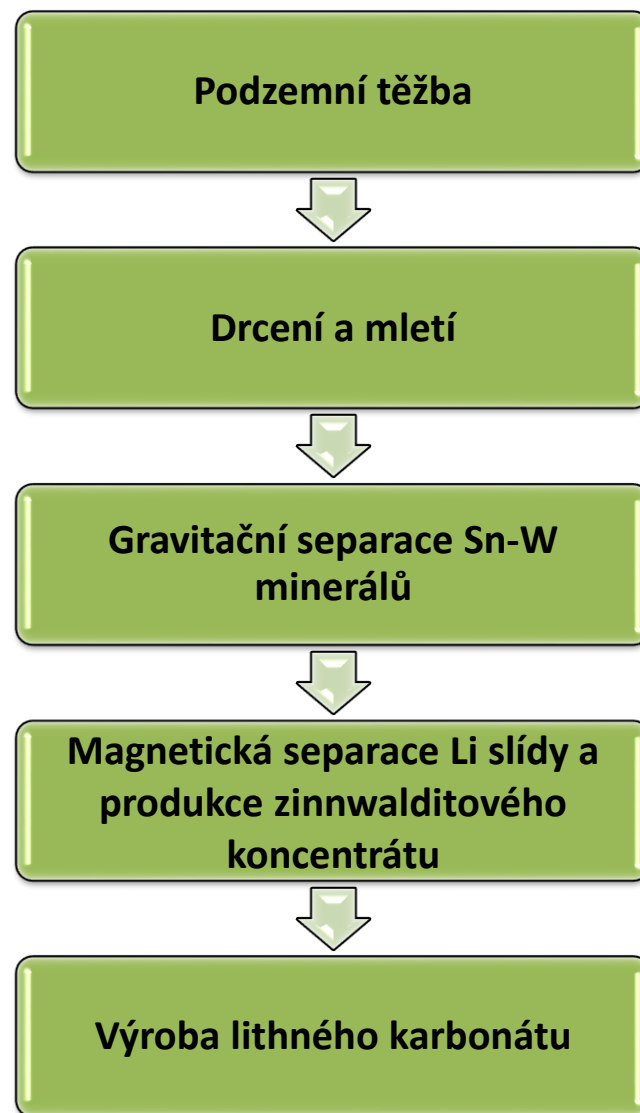 Podzemní těžba
Drcení a mletí
Gravitační separace Sn-W
minerálů
Magnetická separace Li slídy a
produkce zinnwalditového
koncentrátu
Výroba lithného karbonátu